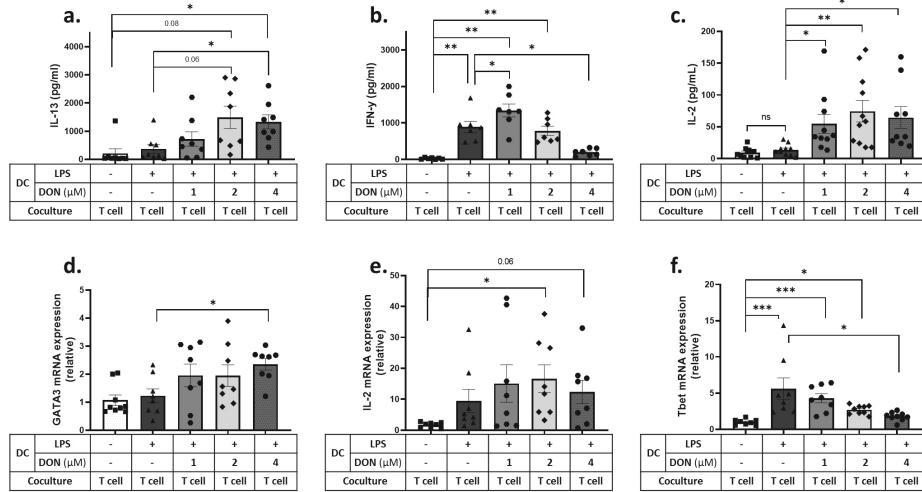 a.
*
0.08
*
0.06
IL-13 (pg/ml)
4000
3000
2000
1000
0
DC LPS - + + + +
DON (µM) - - 1 2 4
Coculture T cell T cell T cell T cell T cell
b.
**
**
** *
*
IFN-y (pg/ml)
3000
2000
1000
0
DC LPS - + + + +
DON (µM) - - 1 2 4
Coculture T cell T cell T cell T cell T cell
c.
*
**
*
ns
IL-2 (pg/mL)
200
150
100
50
0
DC LPS - + + + +
DON (µM) - - 1 2 4
Coculture T cell T cell T cell T cell T cell
d.
*
GATA3 mRNA expression
(relative)
5
4
3
2
1
0
DC LPS - + + + +
DON (µM) - - 1 2 4
Coculture T cell T cell T cell T cell T cell
e.
0.06
*
IL-2 mRNA expression
(relative)
50
40
30
20
10
0
DC LPS - + + + +
DON (µM) - - 1 2 4
Coculture T cell T cell T cell T cell T cell
f.
*
***
***
*
Tbet mRNA expression
(relative)
20
15
10
5
0
DC LPS - + + + +
DON (µM) - - 1 2 4
Coculture T cell T cell T cell T cell T cell